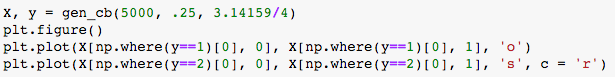 X, y = gen_cb(5000, .25, 3.14159/4)
plt.figure()
plt.plot(X[np.where(y==1)[0], 0], X[np.where(y==1)[0], 1], 'o')
plt.plot(X[np.where(y==2)[0], 0], X[np.where(y==2)[0], 1], 's', c = 'r')